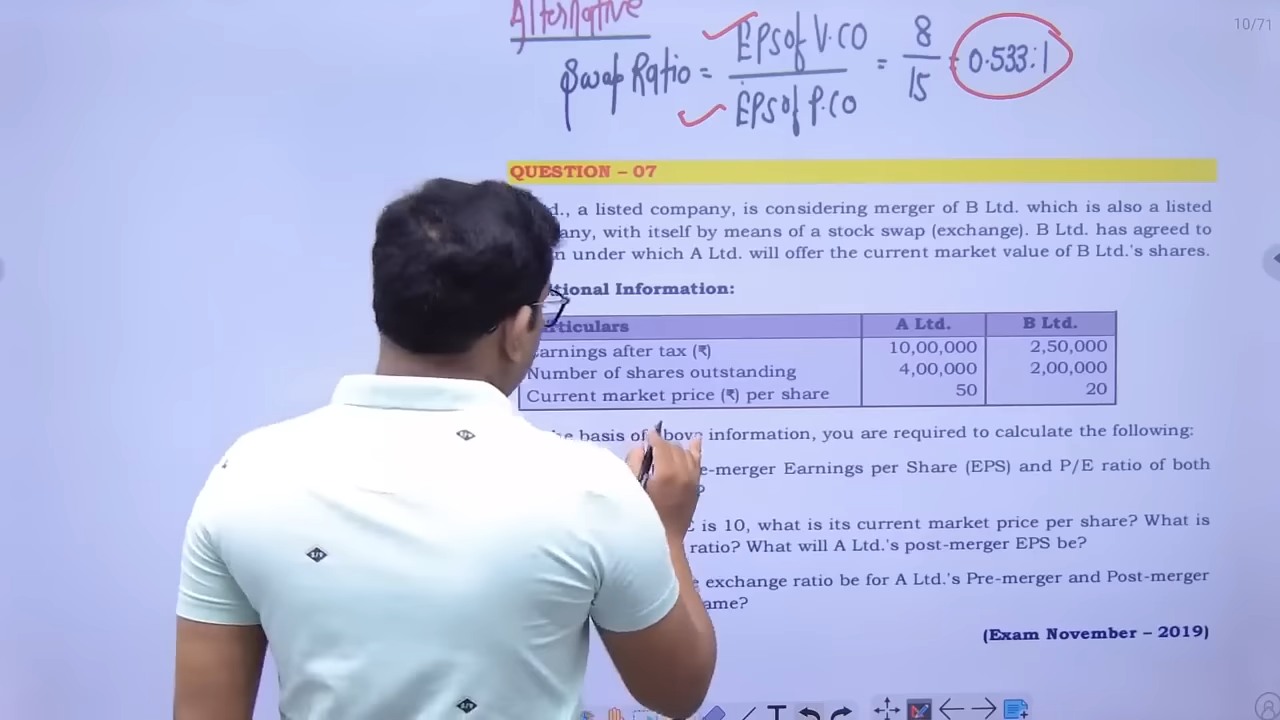 Alternative
Swap Ratio = EPS of V.CO / EPS of P.CO = 8/15 = 0.533:1
10/71
QUESTION – 07
d., a listed company, is considering merger of B Ltd. which is also a listed
any, with itself by means of a stock swap (exchange). B Ltd. has agreed to
n under which A Ltd. will offer the current market value of B Ltd.'s shares.
tional Information:
ticulars A Ltd. B Ltd.
Earnings after tax (₹) 10,00,000 2,50,000
Number of shares outstanding 4,00,000 2,00,000
Current market price (₹) per share 50 20
e basis of above information, you are required to calculate the following:
e-merger Earnings per Share (EPS) and P/E ratio of both
?
E is 10, what is its current market price per share? What is
ratio? What will A Ltd.'s post-merger EPS be?
e exchange ratio be for A Ltd.'s Pre-merger and Post-merger
ame?
(Exam November – 2019)
T